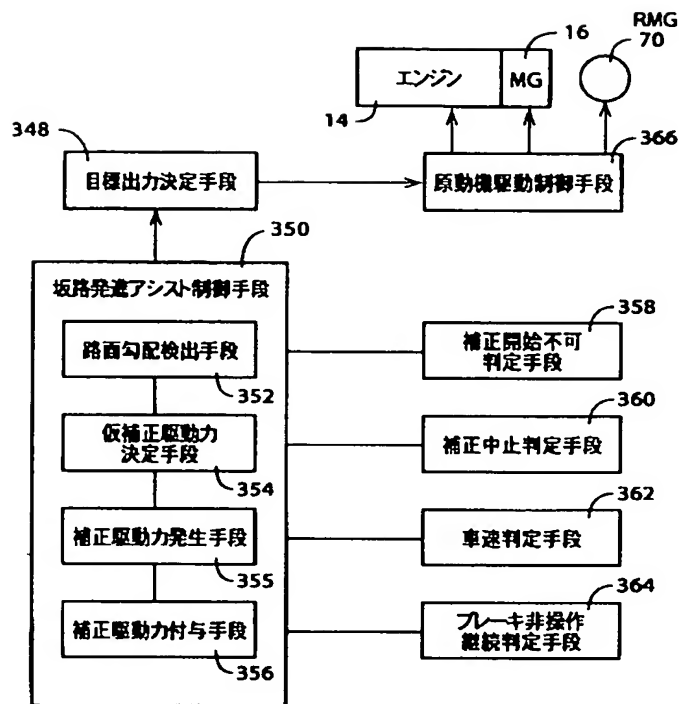 RMG
16
70
エンジン
MG
14
348
366
目標出力決定手段
原動機駆動制御手段
350
坂路発進アシスト制御手段
路面勾配検出手段
352
仮補正駆動力
決定手段
354
補正駆動力発生手段
355
補正駆動力付与手段
356
358
補正開始不可
判定手段
360
補正中止判定手段
362
車速判定手段
364
ブレーキ非操作
継続判定手段